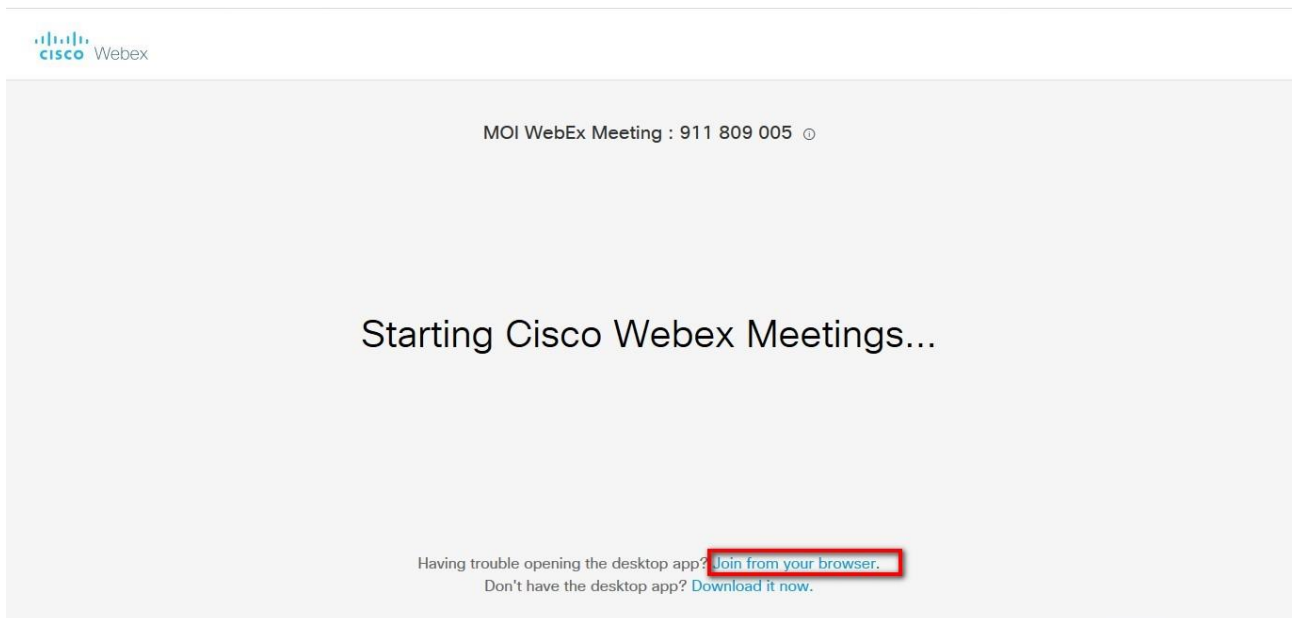 cisco Webex
MOI WebEx Meeting : 911 809 005
Starting Cisco Webex Meetings...
Having trouble opening the desktop app? Join from your browser.
Don't have the desktop app? Download it now.